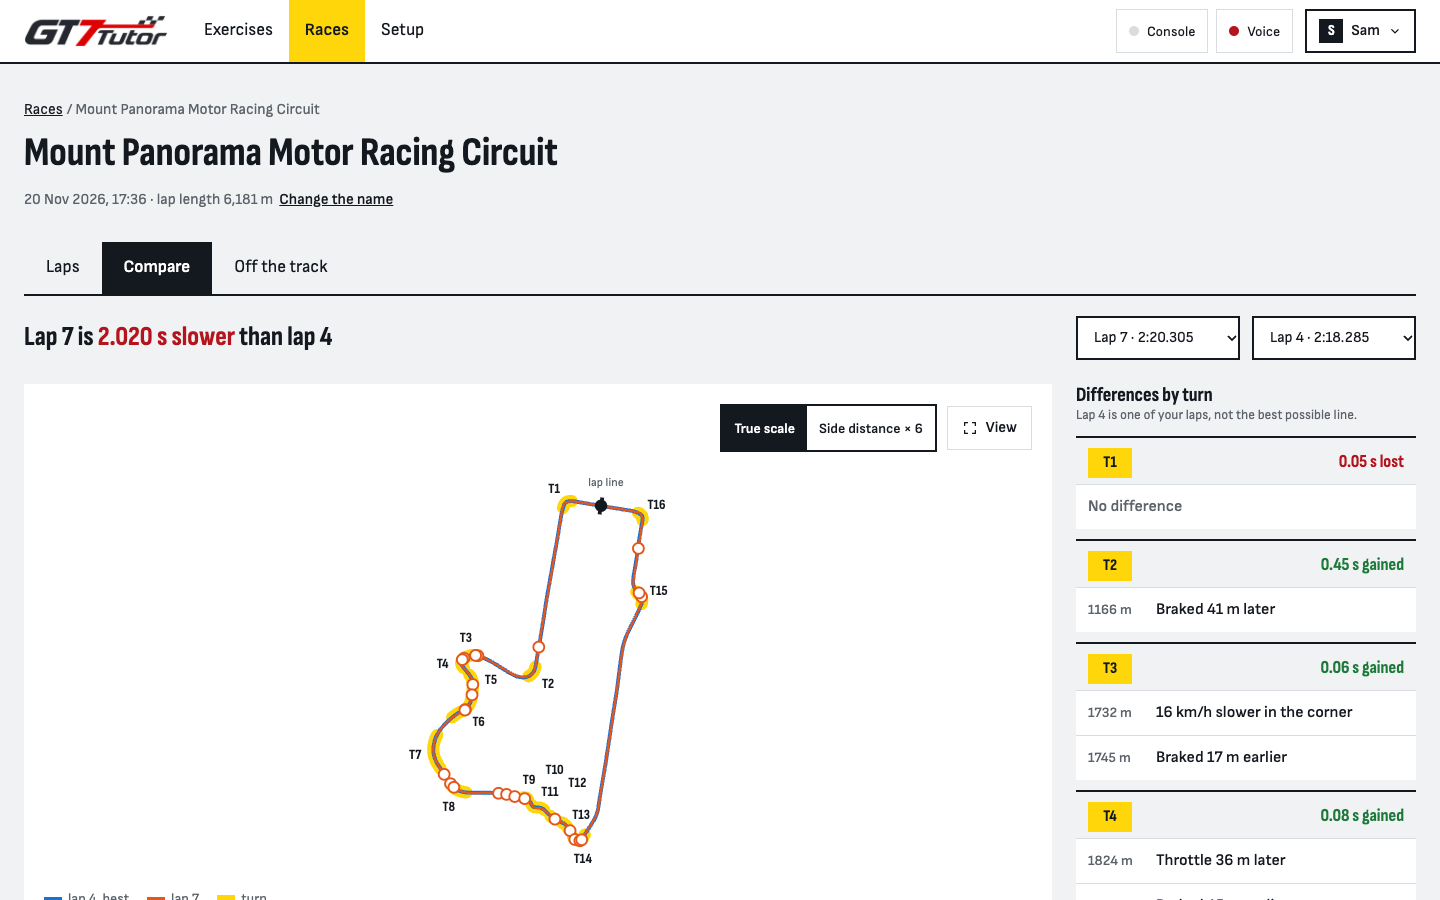 GT7 Tutor
Exercises
Races
Setup
Console
Voice
S
Sam
Races / Mount Panorama Motor Racing Circuit
Mount Panorama Motor Racing Circuit
20 Nov 2026, 17:36 · lap length 6,181 m Change the name
Laps
Compare
Off the track
Lap 7 is 2.020 s slower than lap 4
Lap 7 · 2:20.305
Lap 4 · 2:18.285
True scale
Side distance × 6
View
T1
lap line
T16
T15
T3
T4
T5
T2
T6
T7
T10
T9
T12
T11
T8
T13
T14
lap 4, best
lap 7
turn
Differences by turn
Lap 4 is one of your laps, not the best possible line.
T1
0.05 s lost
No difference
T2
0.45 s gained
1166 m
Braked 41 m later
T3
0.06 s gained
1732 m
16 km/h slower in the corner
1745 m
Braked 17 m earlier
T4
0.08 s gained
1824 m
Throttle 36 m later